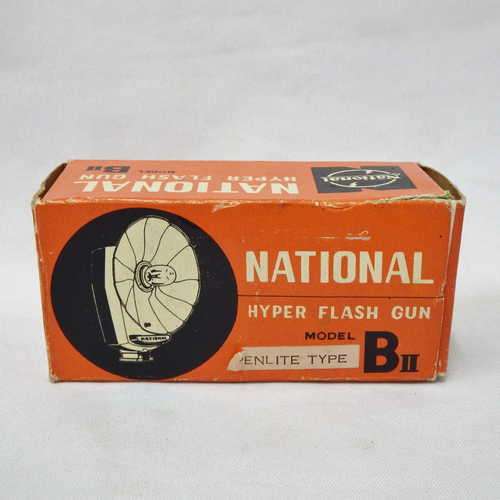 NATIONAL
HYPER FLASH GUN
MODEL BII
National
NATIONAL
HYPER FLASH GUN
MODEL BII
PENLITE TYPE
NATIONAL